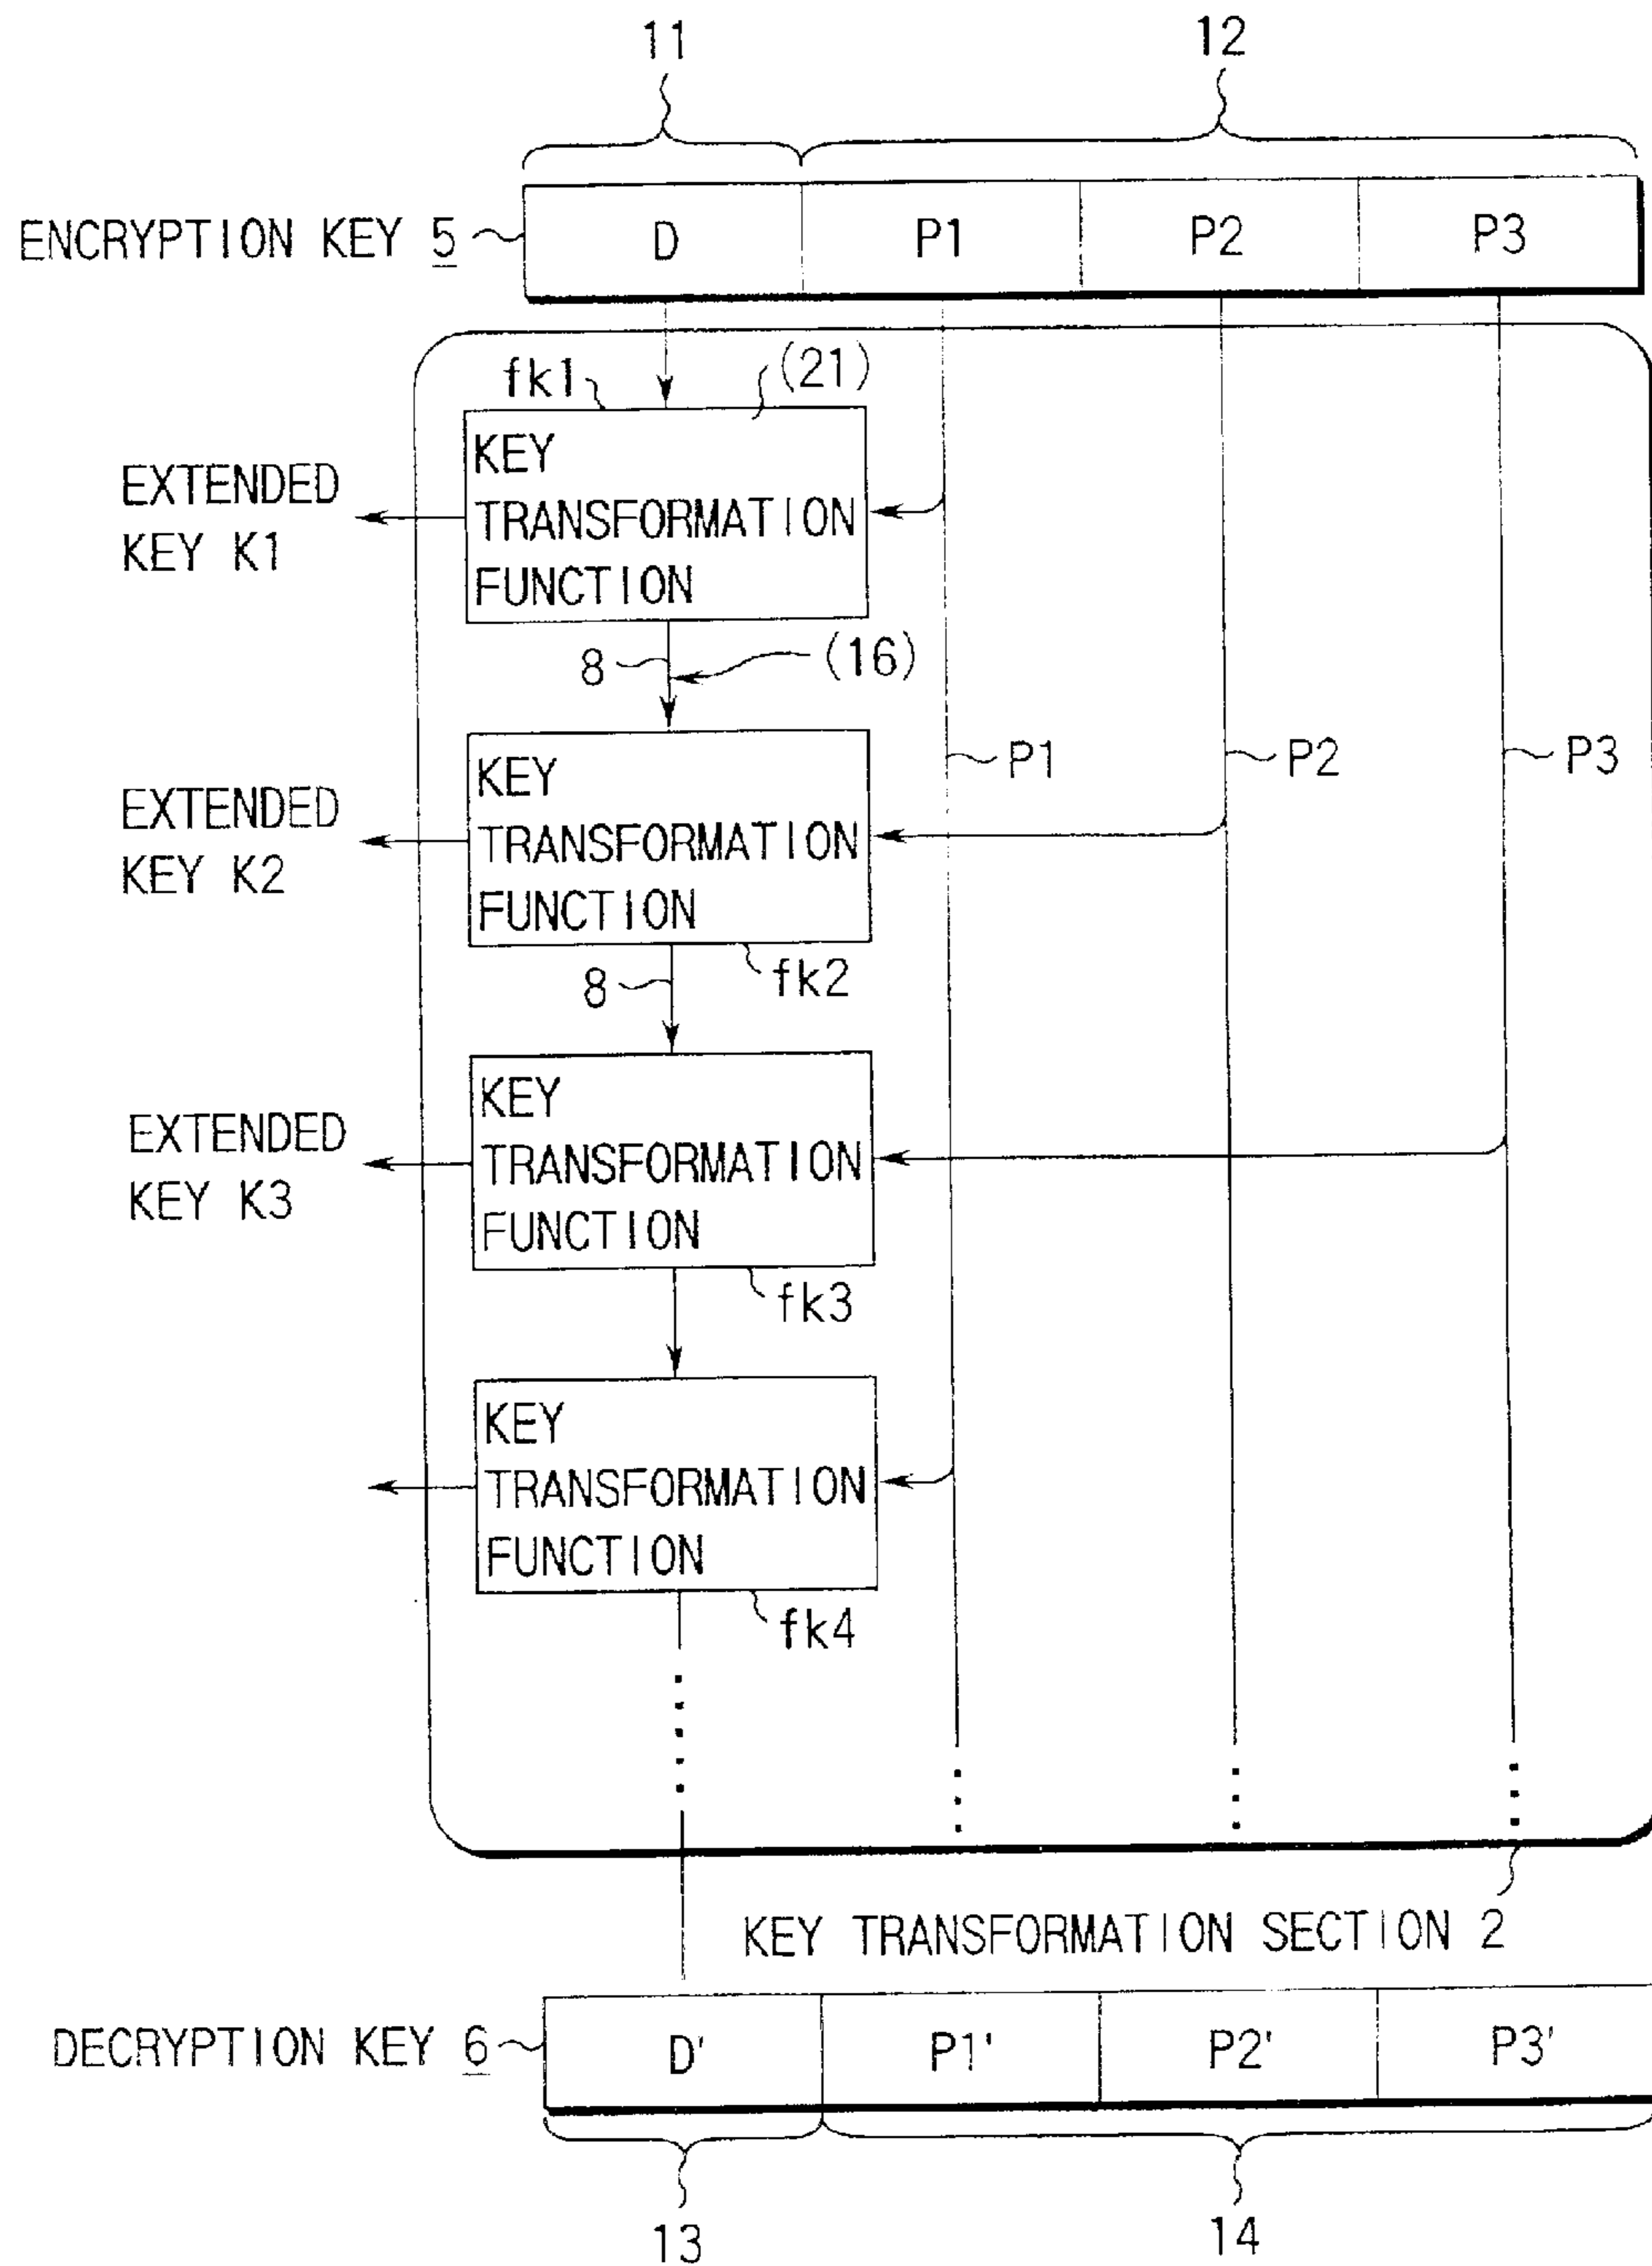 11
12
ENCRYPTION KEY 5
D
P1
P2
P3
fk1
(21)
KEY
TRANSFORMATION
FUNCTION
EXTENDED
KEY K1
8
(16)
KEY
TRANSFORMATION
FUNCTION
P1
P2
P3
EXTENDED
KEY K2
fk2
8
KEY
TRANSFORMATION
FUNCTION
EXTENDED
KEY K3
fk3
KEY
TRANSFORMATION
FUNCTION
fk4
KEY TRANSFORMATION SECTION 2
DECRYPTION KEY 6
D'
P1'
P2'
P3'
13
14